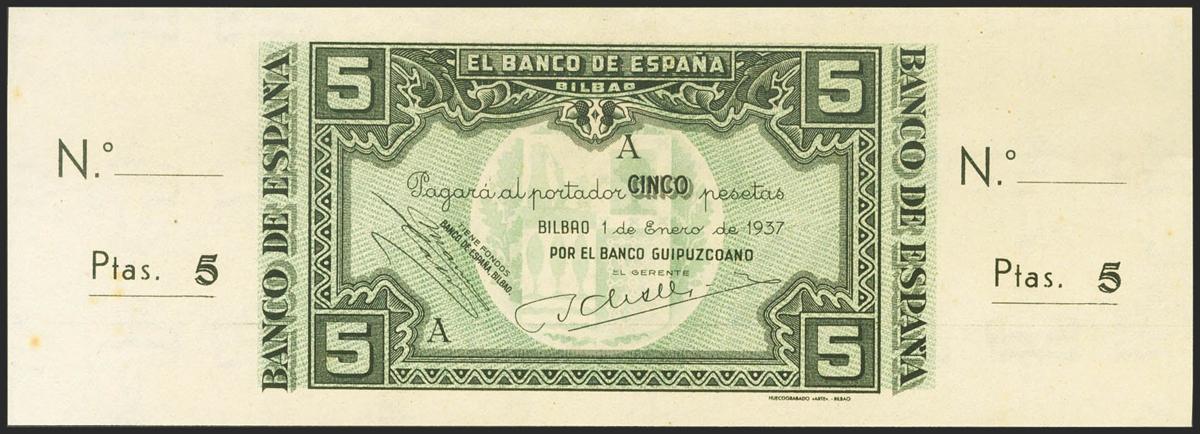 5 EL BANCO DE ESPAÑA 5
BILBAO
BANCO DE ESPAÑA
BANCO DE ESPAÑA
N.º
Ptas. 5
A
Pagará al portador CINCO pesetas
BILBAO 1 de Enero de 1937
POR EL BANCO GUIPUZCOANO
EL GERENTE
TIENE FONDOS
BANCO DE ESPAÑA, BILBAO
A
5 5
HUECOGRABADO «ARTE». - BILBAO
N.º
Ptas. 5